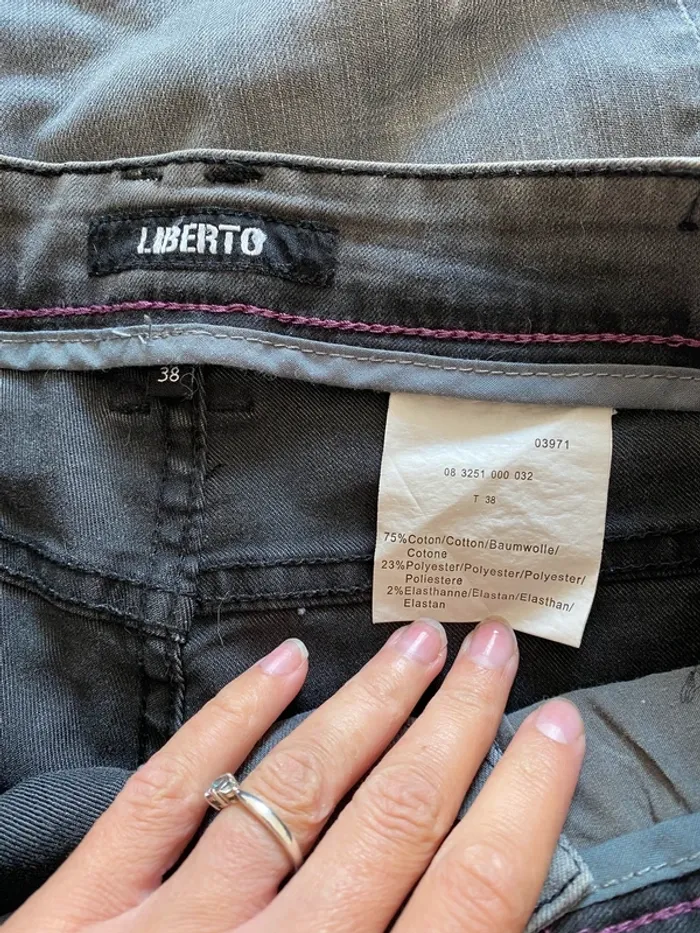 LIBERTO
38
03971
08 3251 000 032
T 38
75%Coton/Cotton/Baumwolle/
Cotone
23%Polyester/Polyester/Polyester/
Poliestere
2%Elasthanne/Elastan/Elasthan/
Elastan